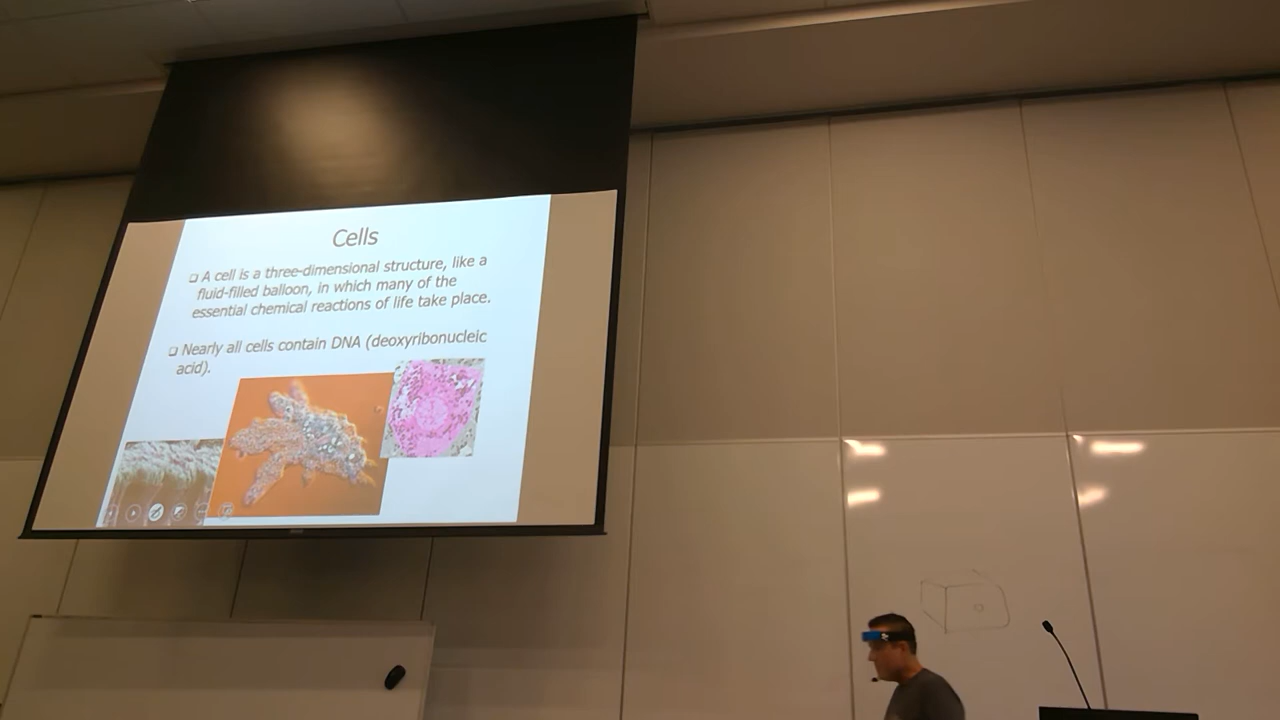 Cells
❑ A cell is a three-dimensional structure, like a
fluid-filled balloon, in which many of the
essential chemical reactions of life take place.
❑ Nearly all cells contain DNA (deoxyribonucleic
acid).